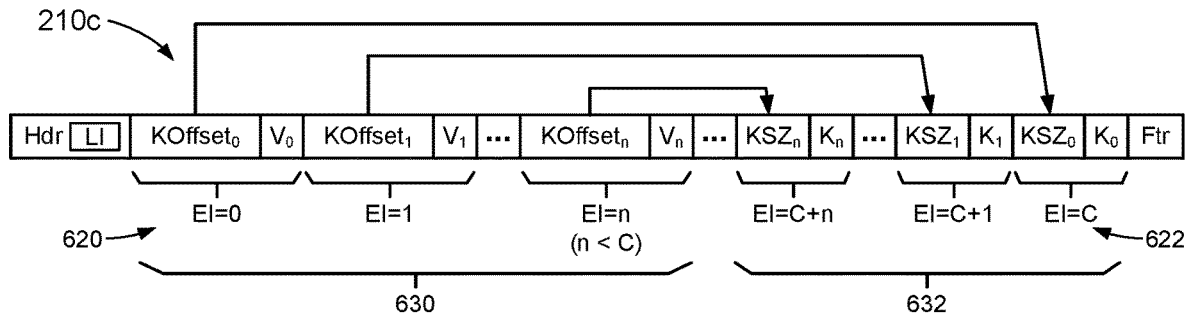 210c
Hdr LI KOffset₀ V₀ KOffset₁ V₁ ... KOffsetₙ Vₙ ... KSZₙ Kₙ ... KSZ₁ K₁ KSZ₀ K₀ Ftr
EI=0 EI=1 EI=n EI=C+n EI=C+1 EI=C
620 (n < C) 622
630 632